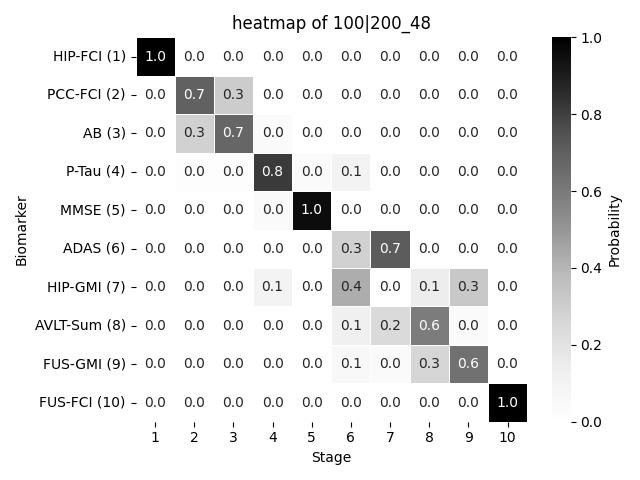 heatmap of 100|200_48
HIP-FCI (1) 1.0 0.0 0.0 0.0 0.0 0.0 0.0 0.0 0.0 0.0
PCC-FCI (2) 0.0 0.7 0.3 0.0 0.0 0.0 0.0 0.0 0.0 0.0
AB (3) 0.0 0.3 0.7 0.0 0.0 0.0 0.0 0.0 0.0 0.0
P-Tau (4) 0.0 0.0 0.0 0.8 0.0 0.1 0.0 0.0 0.0 0.0
MMSE (5) 0.0 0.0 0.0 0.0 1.0 0.0 0.0 0.0 0.0 0.0
ADAS (6) 0.0 0.0 0.0 0.0 0.0 0.3 0.7 0.0 0.0 0.0
HIP-GMI (7) 0.0 0.0 0.0 0.1 0.0 0.4 0.0 0.1 0.3 0.0
AVLT-Sum (8) 0.0 0.0 0.0 0.0 0.0 0.1 0.2 0.6 0.0 0.0
FUS-GMI (9) 0.0 0.0 0.0 0.0 0.0 0.1 0.0 0.3 0.6 0.0
FUS-FCI (10) 0.0 0.0 0.0 0.0 0.0 0.0 0.0 0.0 0.0 1.0
1 2 3 4 5 6 7 8 9 10
Stage
Biomarker
1.0
0.8
0.6
0.4
0.2
0.0
Probability